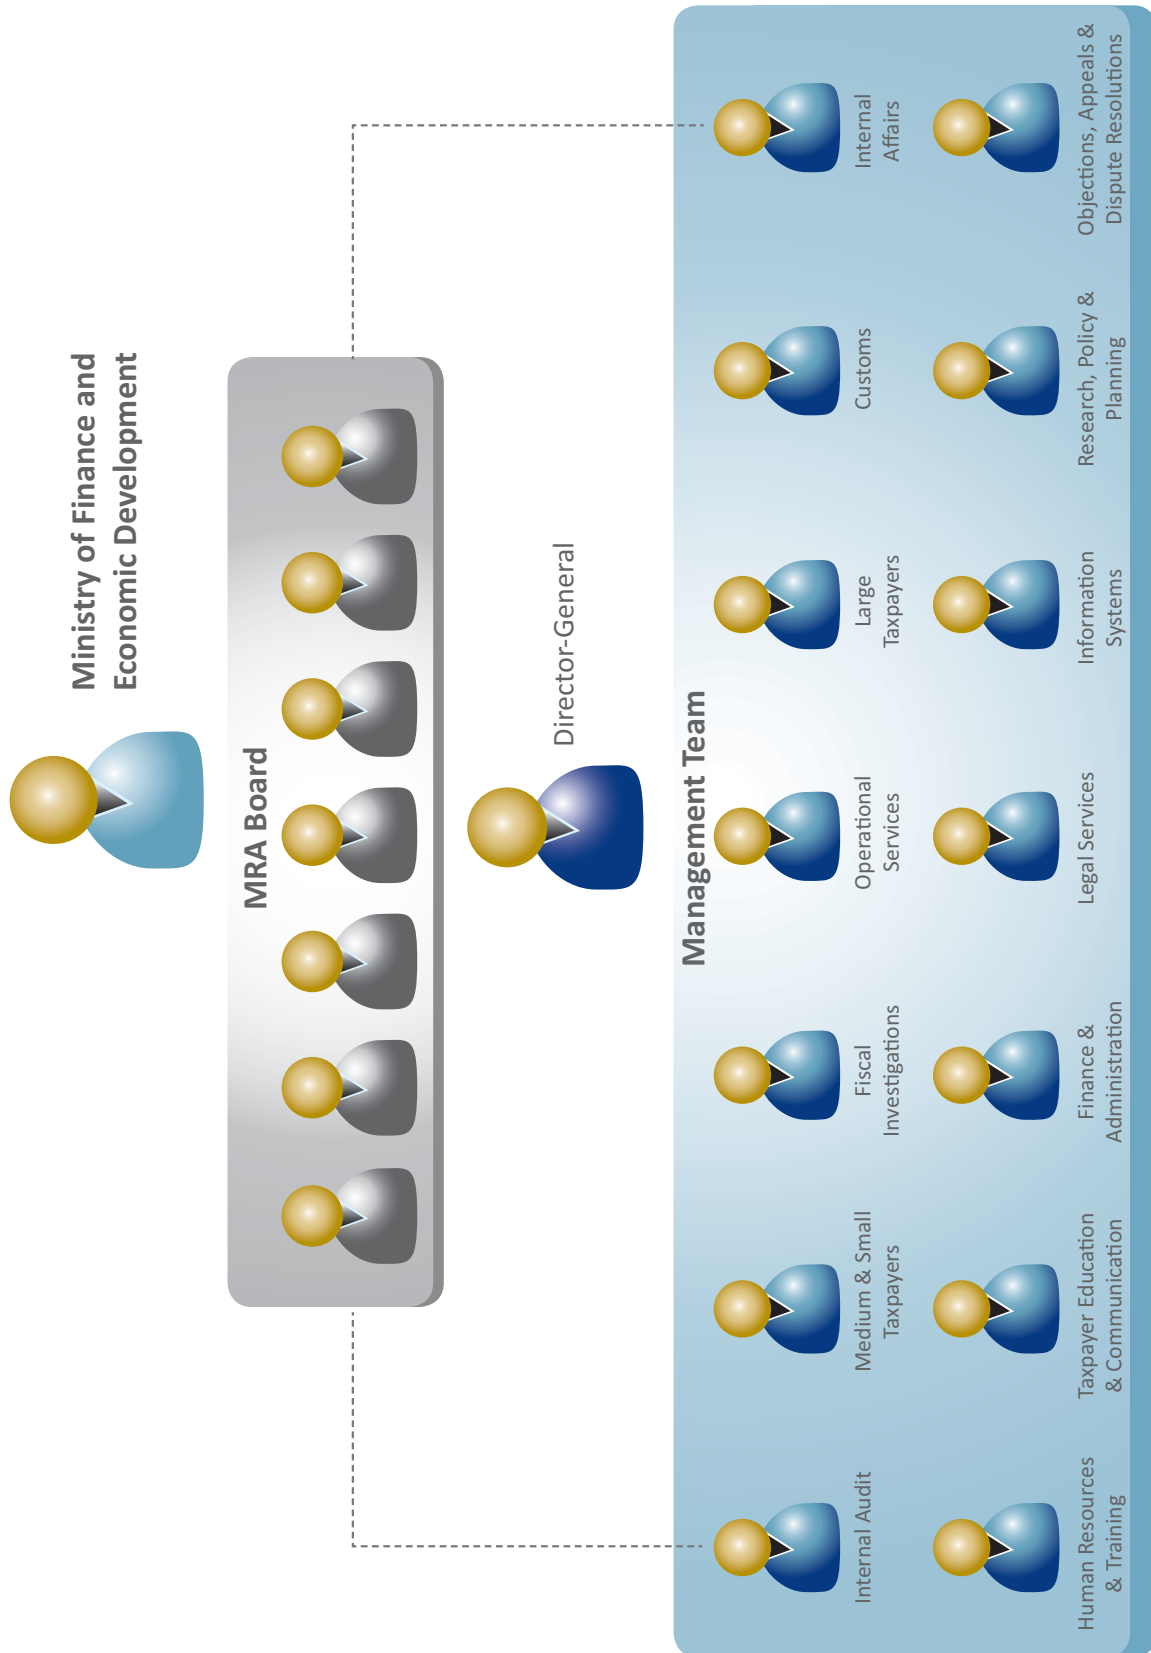 Ministry of Finance and
Economic Development
MRA Board
Director-General
Management Team
Internal Audit
Medium & Small
Taxpayers
Fiscal
Investigations
Operational
Services
Large
Taxpayers
Customs
Internal
Affairs
Human Resources
& Training
Taxpayer Education
& Communication
Finance &
Administration
Legal Services
Information
Systems
Research, Policy &
Planning
Objections, Appeals &
Dispute Resolutions